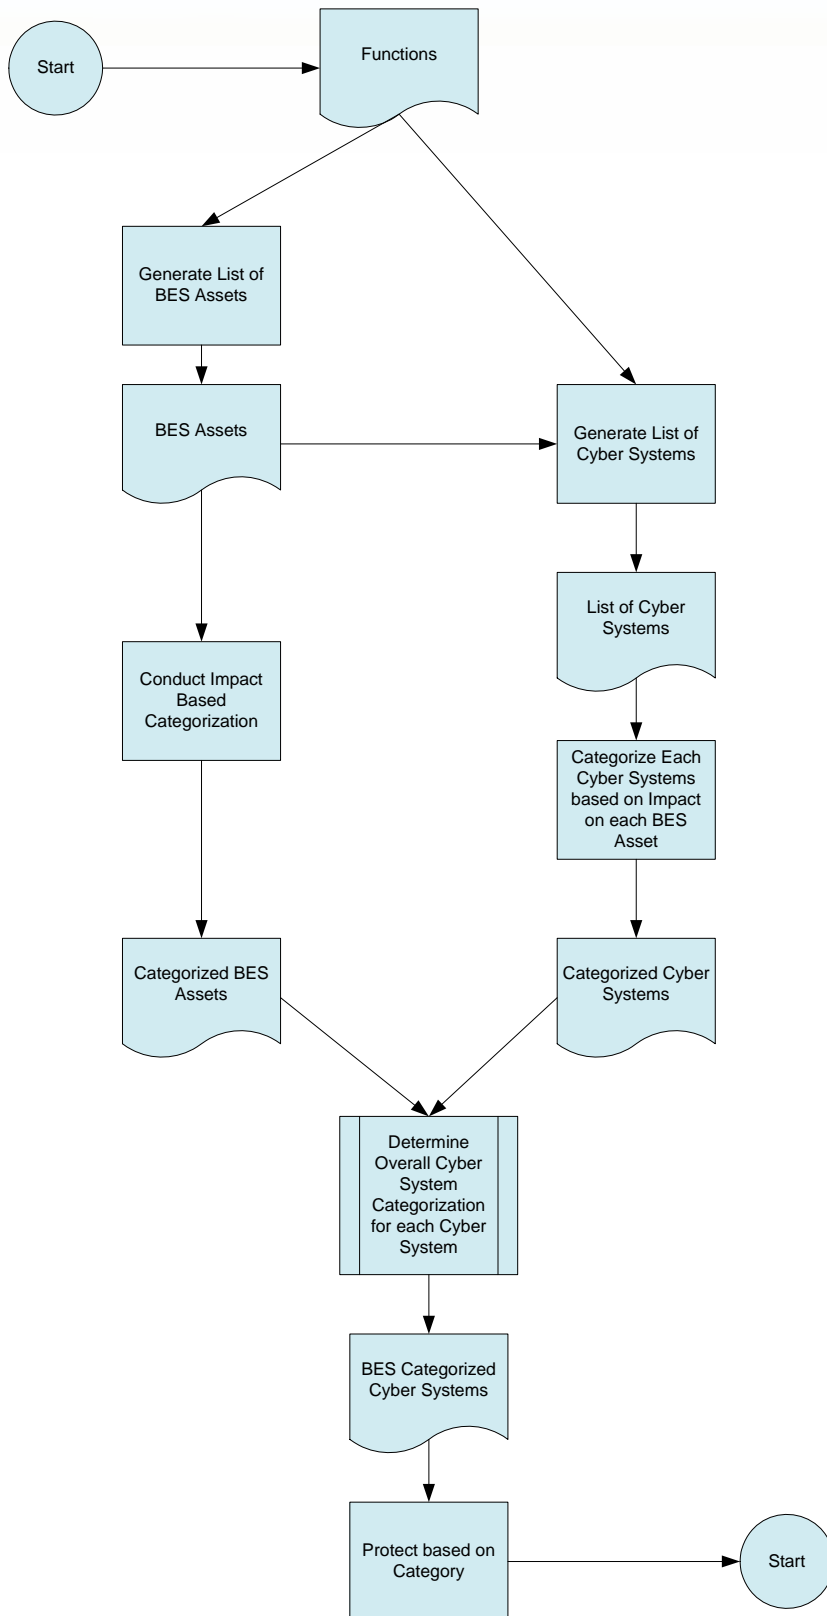 Start
Functions
Generate List of
BES Assets
BES Assets
Generate List of
Cyber Systems
List of Cyber
Systems
Conduct Impact
Based
Categorization
Categorize Each
Cyber Systems
based on Impact
on each BES
Asset
Categorized BES
Assets
Categorized Cyber
Systems
Determine
Overall Cyber
System
Categorization
for each Cyber
System
BES Categorized
Cyber Systems
Protect based on
Category
Start